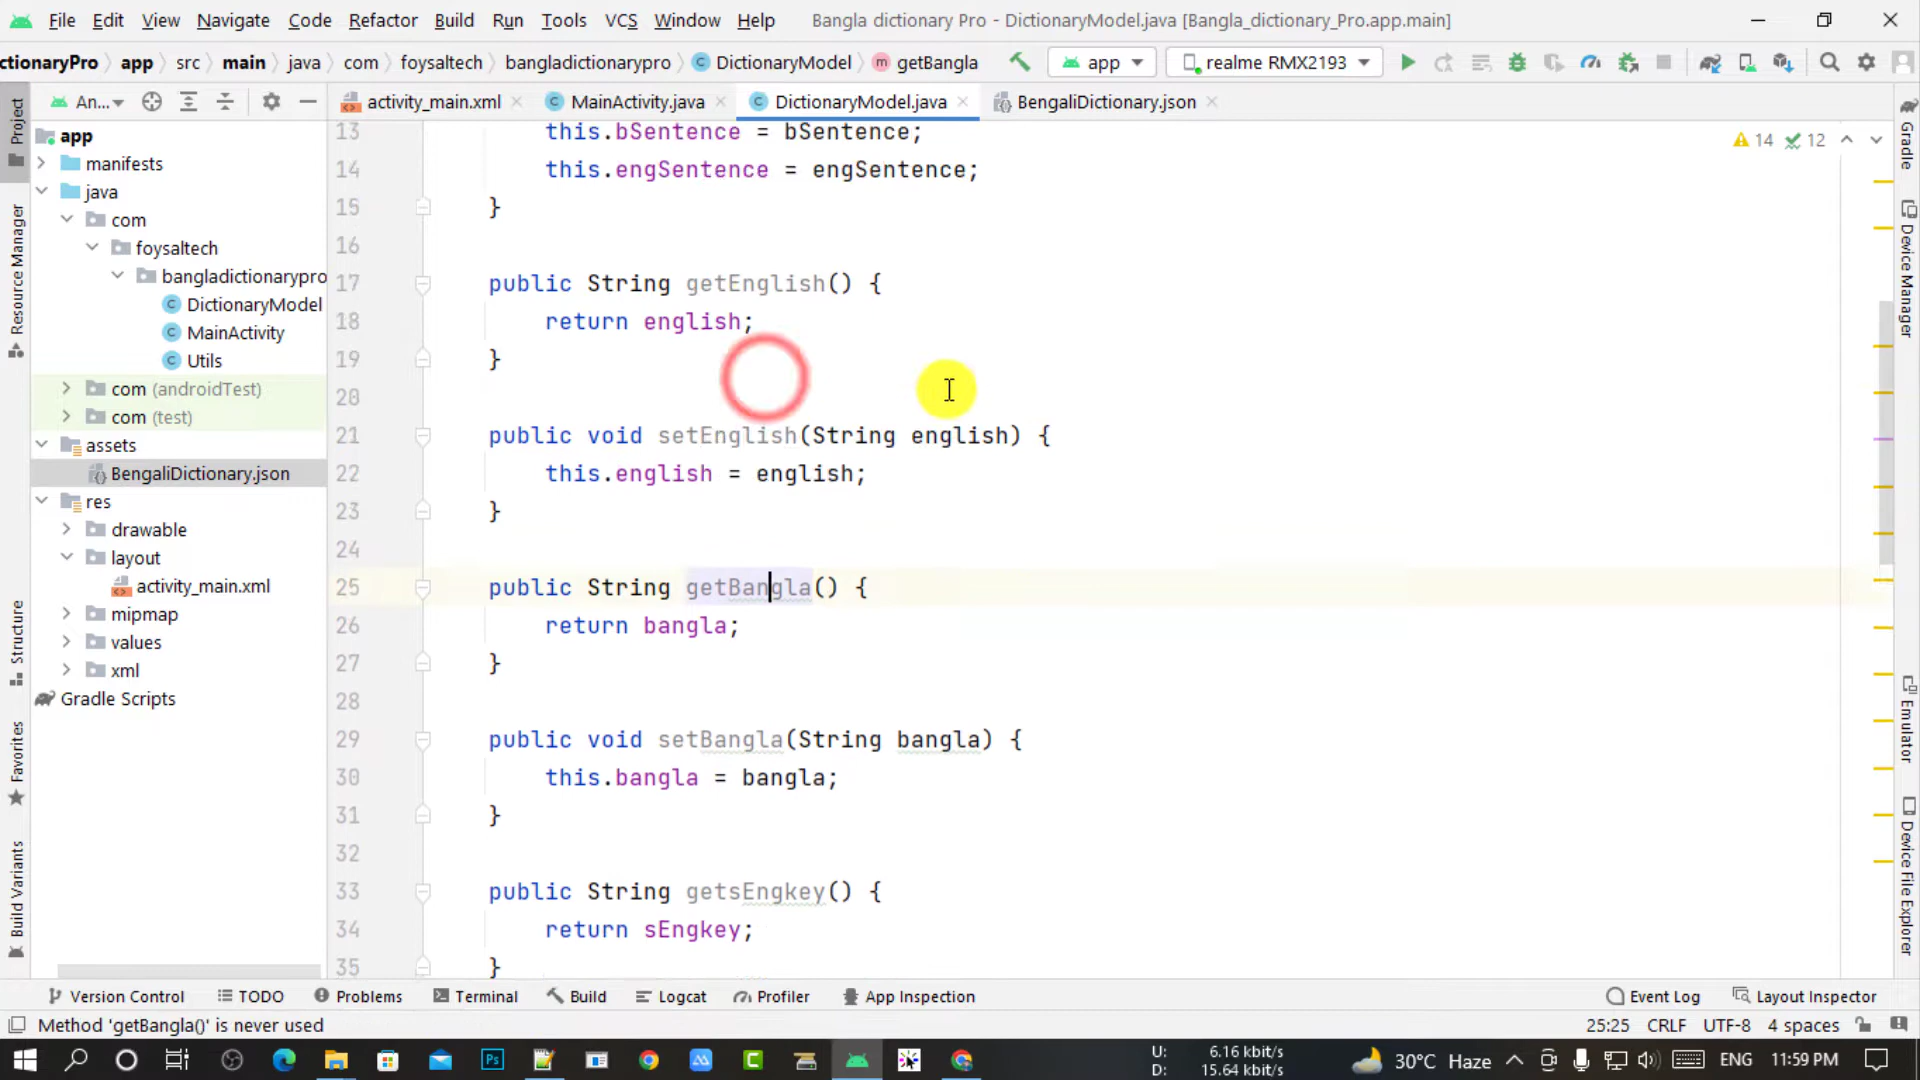 File Edit View Navigate Code Refactor Build Run Tools VCS Window Help Bangla dictionary Pro - DictionaryModel.java [Bangla_dictionary_Pro.app.main]
ctionaryPro app src main java com foysaltech bangladictionarypro DictionaryModel getBangla app realme RMX2193
An... activity_main.xml MainActivity.java DictionaryModel.java BengaliDictionary.json
Project
Resource Manager
Structure
Favorites
Build Variants
app
manifests
java
com
foysaltech
bangladictionarypro
DictionaryModel
MainActivity
Utils
com (androidTest)
com (test)
assets
BengaliDictionary.json
res
drawable
layout
activity_main.xml
mipmap
values
xml
Gradle Scripts
14 12
13 this.bSentence = bSentence;
14 this.engSentence = engSentence;
15 }
16
17 public String getEnglish() {
18 return english;
19 }
20
21 public void setEnglish(String english) {
22 this.english = english;
23 }
24
25 public String getBangla() {
26 return bangla;
27 }
28
29 public void setBangla(String bangla) {
30 this.bangla = bangla;
31 }
32
33 public String getsEngkey() {
34 return sEngkey;
35 }
Gradle
Device Manager
Emulator
Device File Explorer
Version Control TODO Problems Terminal Build Logcat Profiler App Inspection Event Log Layout Inspector
Method 'getBangla()' is never used 25:25 CRLF UTF-8 4 spaces
U: 6.16 kbit/s
D: 15.64 kbit/s
30°C Haze ENG 11:59 PM